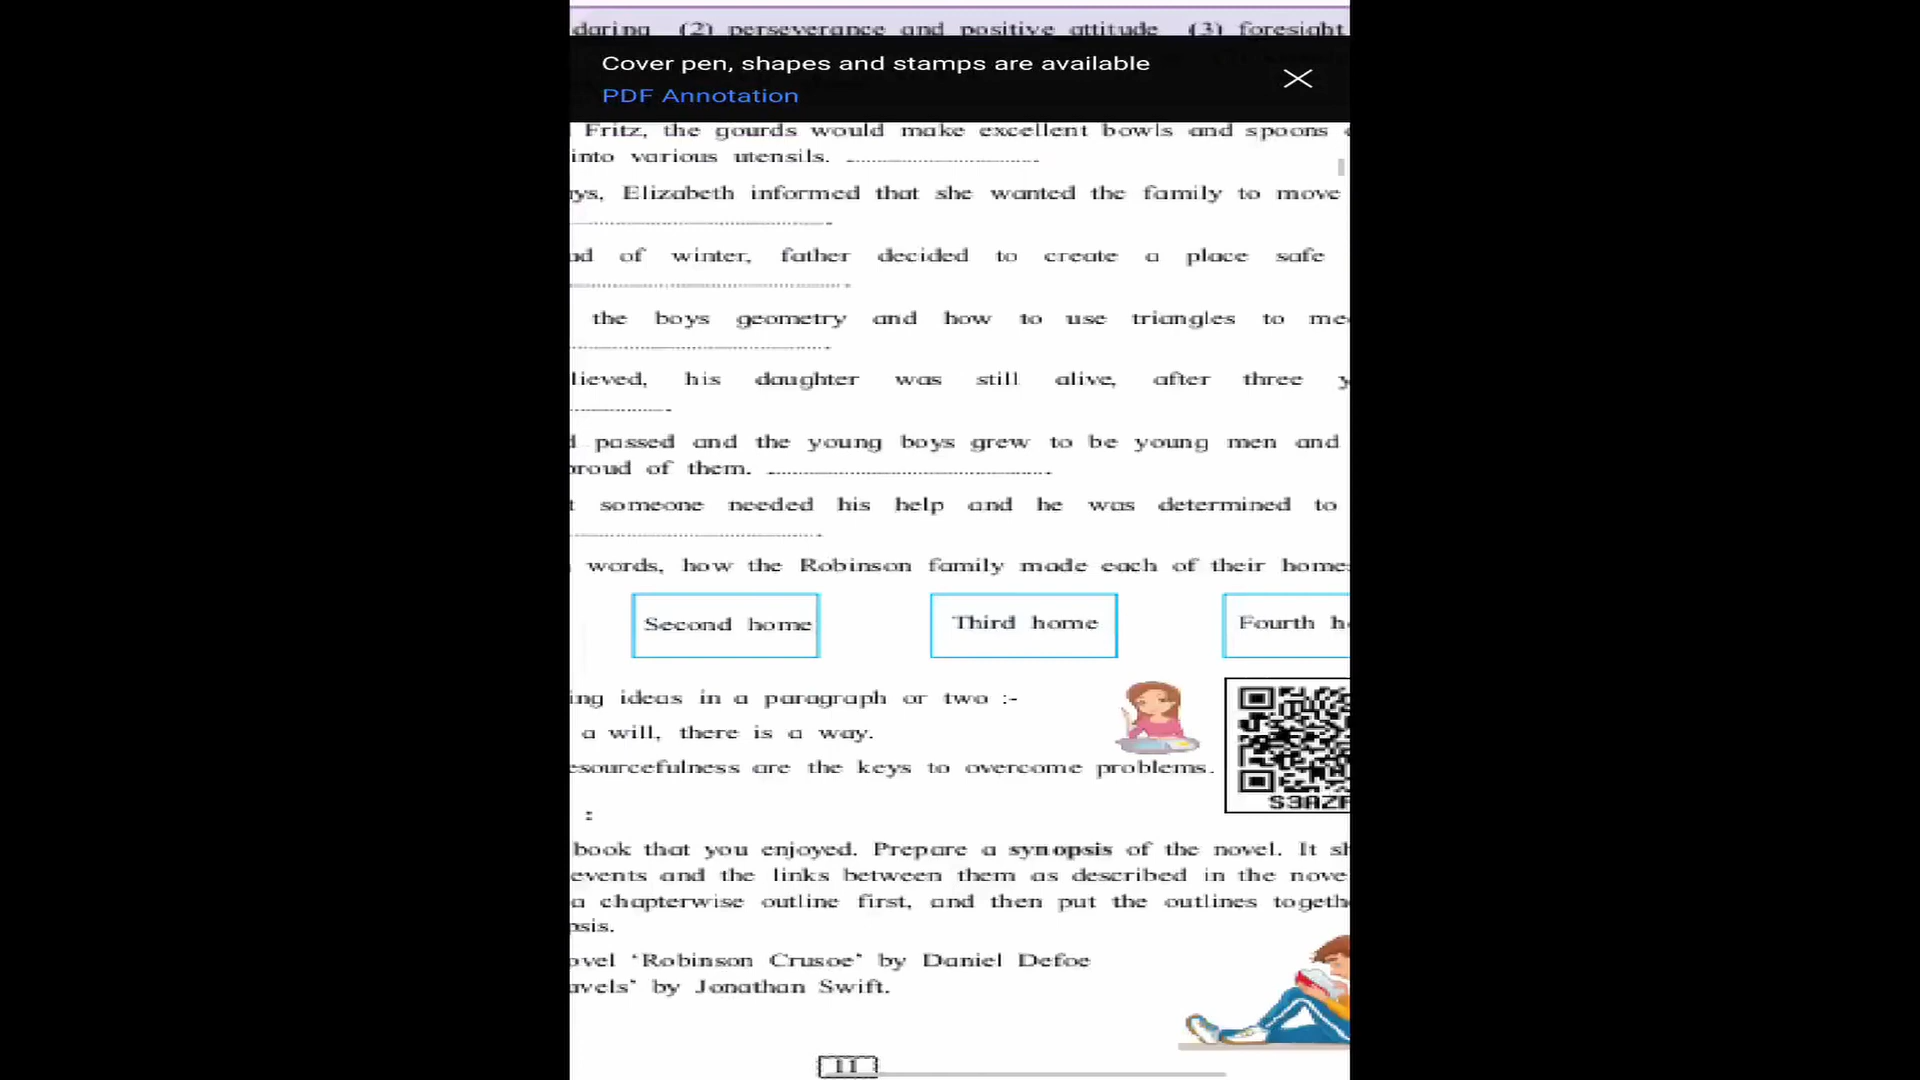 daring (2) perseverance and positive attitude (3) foresight
Cover pen, shapes and stamps are available
PDF Annotation
Fritz, the gourds would make excellent bowls and spoons
into various utensils.
Elizabeth informed that she wanted the family to move
of winter, father decided to create a place safe
the boys geometry and how to use triangles to
his daughter was still alive, after three
passed and the young boys grew to be young men and
proud of them.
someone needed his help and he was determined to
words, how the Robinson family made each of their homes
Second home
Third home
Fourth
ideas in a paragraph or two :-
a will, there is a way.
esourcefulness are the keys to overcome problems.
S3AZF
:
book that you enjoyed. Prepare a synopsis of the novel. It
events and the links between them as described in the nove
a chapterwise outline first, and then put the outlines togeth
psis.
ovel ‘Robinson Crusoe’ by Daniel Defoe
avels’ by Jonathan Swift.
11